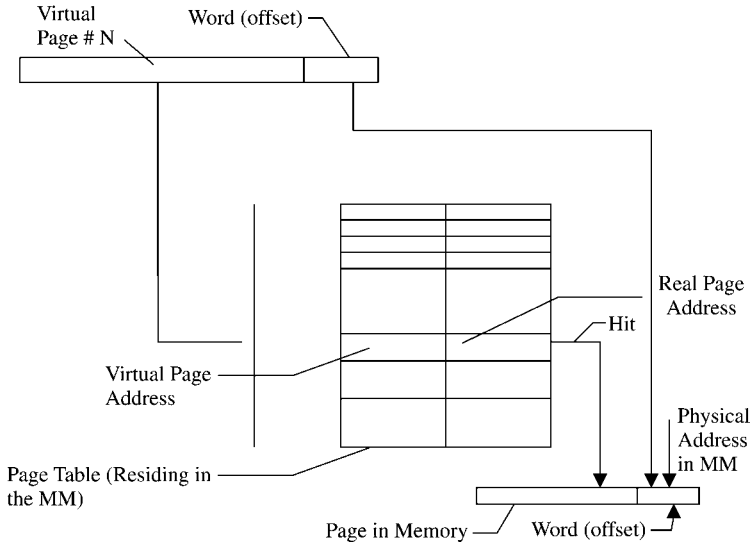 Virtual
Page # N
Word (offset)
Real Page
Address
Hit
Virtual Page
Address
Physical
Address
in MM
Page Table (Residing in
the MM)
Page in Memory
Word (offset)